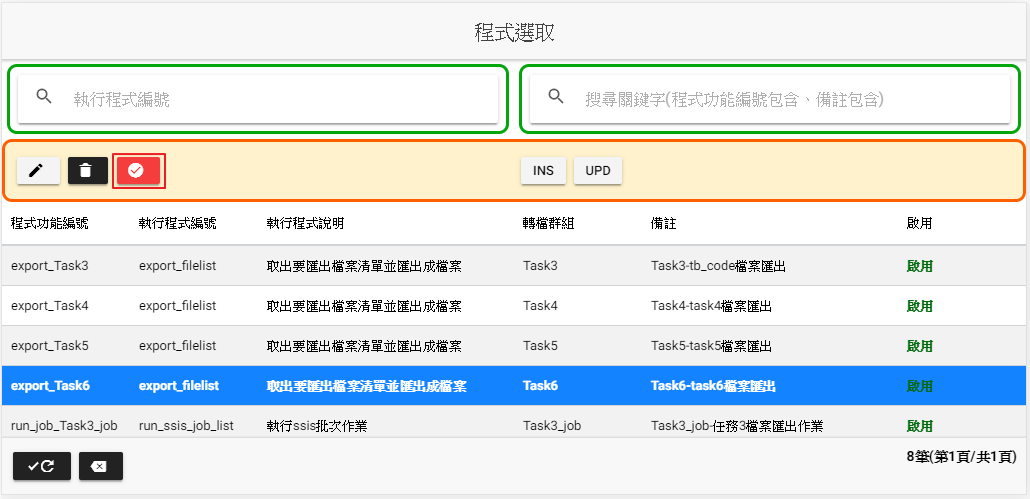 程式選取
執行程式編號 搜尋關鍵字(程式功能編號包含、備註包含)
INS UPD
程式功能編號 執行程式編號 執行程式說明 轉檔群組 備註 啟用
export_Task3 export_filelist 取出要匯出檔案清單並匯出成檔案 Task3 Task3-tb_code檔案匯出 啟用
export_Task4 export_filelist 取出要匯出檔案清單並匯出成檔案 Task4 Task4-task4檔案匯出 啟用
export_Task5 export_filelist 取出要匯出檔案清單並匯出成檔案 Task5 Task5-task5檔案匯出 啟用
export_Task6 export_filelist 取出要匯出檔案清單並匯出成檔案 Task6 Task6-task6檔案匯出 啟用
run_job_Task3_job run_ssis_job_list 執行ssis批次作業 Task3_job Task3_job-任務3檔案匯出作業 啟用
8筆(第1頁/共1頁)